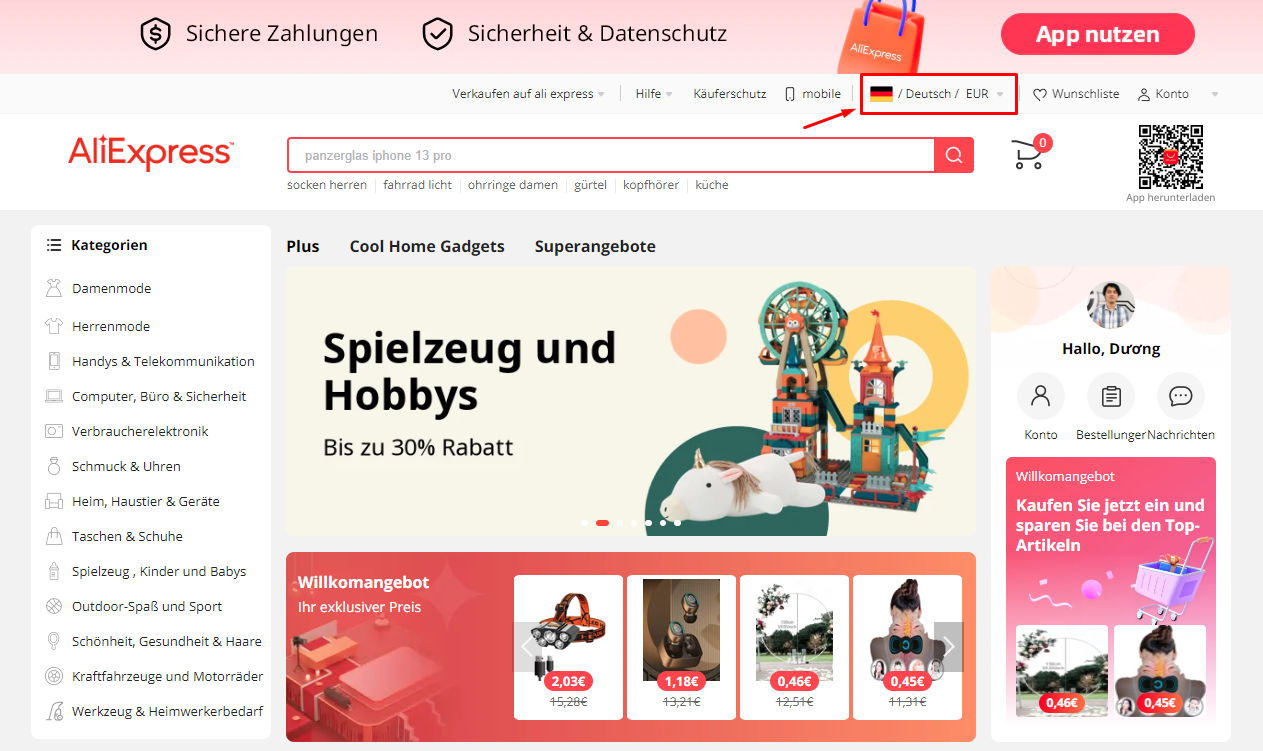 Sichere Zahlungen
Sicherheit & Datenschutz
AliExpress
App nutzen
Verkaufen auf ali express
Hilfe
Käuferschutz
mobile
/ Deutsch / EUR
Wunschliste
Konto
AliExpress™
panzerglas iphone 13 pro
0
socken herren
fahrrad licht
ohrringe damen
gürtel
kopfhörer
küche
App herunterladen
Kategorien
Damenmode
Herrenmode
Handys & Telekommunikation
Computer, Büro & Sicherheit
Verbraucherelektronik
Schmuck & Uhren
Heim, Haustier & Geräte
Taschen & Schuhe
Spielzeug , Kinder und Babys
Outdoor-Spaß und Sport
Schönheit, Gesundheit & Haare
Kraftfahrzeuge und Motorräder
Werkzeug & Heimwerkerbedarf
Plus
Cool Home Gadgets
Superangebote
Spielzeug und
Hobbys
Bis zu 30% Rabatt
Willkomangebot
Ihr exklusiver Preis
2,03€
15,28€
1,18€
13,21€
0,46€
12,51€
0,45€
11,31€
Hallo, Dương
Konto
Bestellunger
Nachrichten
Willkomangebot
Kaufen Sie jetzt ein und
sparen Sie bei den Top-
Artikeln
0,46€
0,45€